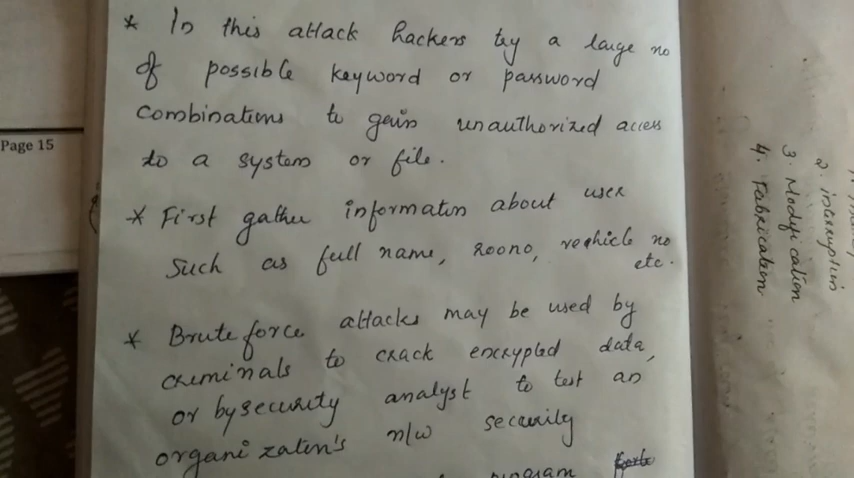 * In this attack hackers try a large no
of possible keyword or password
Combinations to gain unauthorized access
to a system or file.
* First gather information about user
Such as full name, roono, vechicle no
etc.
* Brute force attacks may be used by
criminals to crack encrypted data,
or by security analyst to test an
organization's n/w security
program
Page 15
2. interruption
3. Modification
4. Fabrication